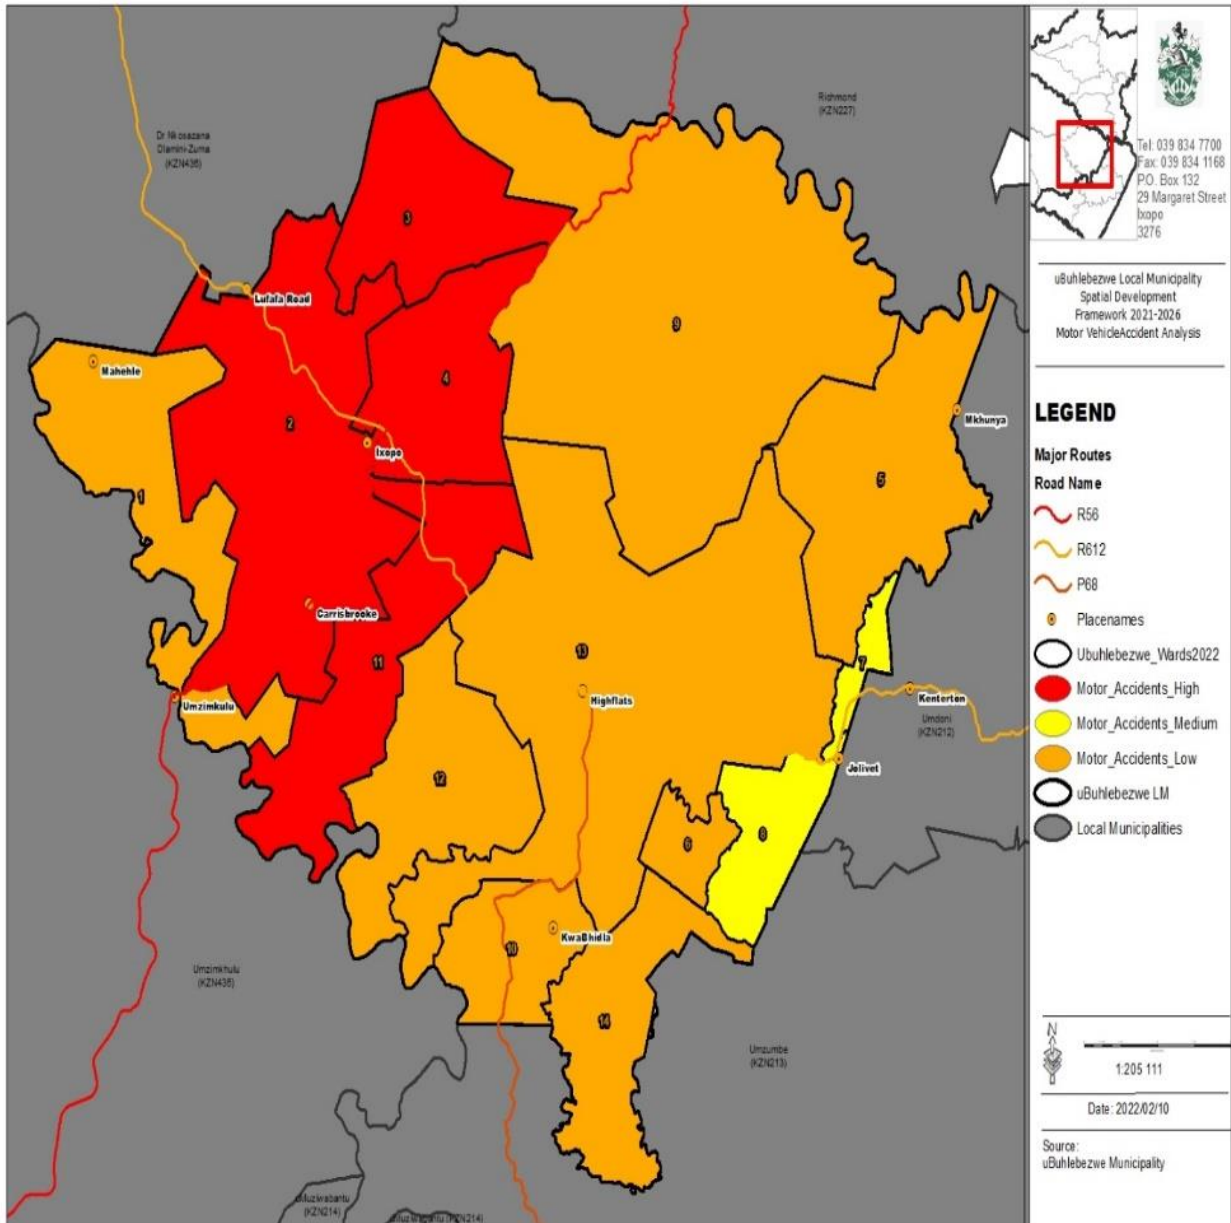 Richmond
(KZN227)
Dr Nkosazana
Dlamini-Zuma
(KZN436)
3
Lufafa Road
9
Mahehle
4
2
Mkhunya
Ixopo
5
1
Carrisbrooke
13
7
11
Highflats
Kenterton
Umzimkulu
Umdoni
(KZN212)
Jolivet
12
8
6
KwaBhidla
10
Umzimkhulu
(KZN435)
14
Umzumbe
(KZN213)
(KZN214)
Tel: 039 834 7700
Fax: 039 834 1168
P.O. Box 132
29 Margaret Street
Ixopo
3276
uBuhlebezwe Local Municipality
Spatial Development
Framework 2021-2026
Motor VehicleAccident Analysis
LEGEND
Major Routes
Road Name
R56
R612
P68
Placenames
Ubuhlebezwe_Wards2022
Motor_Accidents_High
Motor_Accidents_Medium
Motor_Accidents_Low
uBuhlebezwe LM
Local Municipalities
N
1:205 111
Date: 2022/02/10
Source:
uBuhlebezwe Municipality